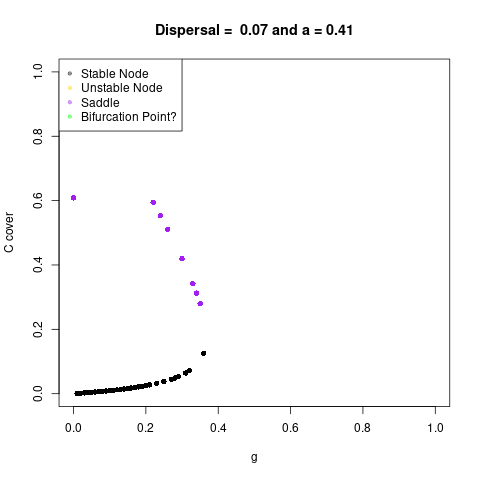 Dispersal =  0.07 and a = 0.41
Stable Node
Unstable Node
Saddle
Bifurcation Point?
C cover
1.0
0.8
0.6
0.4
0.2
0.0
0.0 0.2 0.4 0.6 0.8 1.0
g